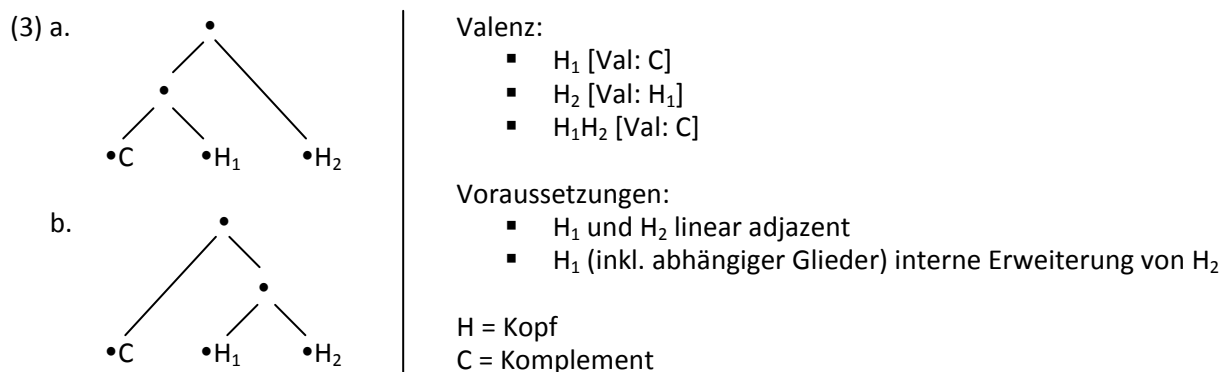 (3) a.
•
•
•C •H₁ •H₂
b.
•
•
•C •H₁ •H₂
Valenz:
▪ H₁ [Val: C]
▪ H₂ [Val: H₁]
▪ H₁H₂ [Val: C]
Voraussetzungen:
▪ H₁ und H₂ linear adjazent
▪ H₁ (inkl. abhängiger Glieder) interne Erweiterung von H₂
H = Kopf
C = Komplement